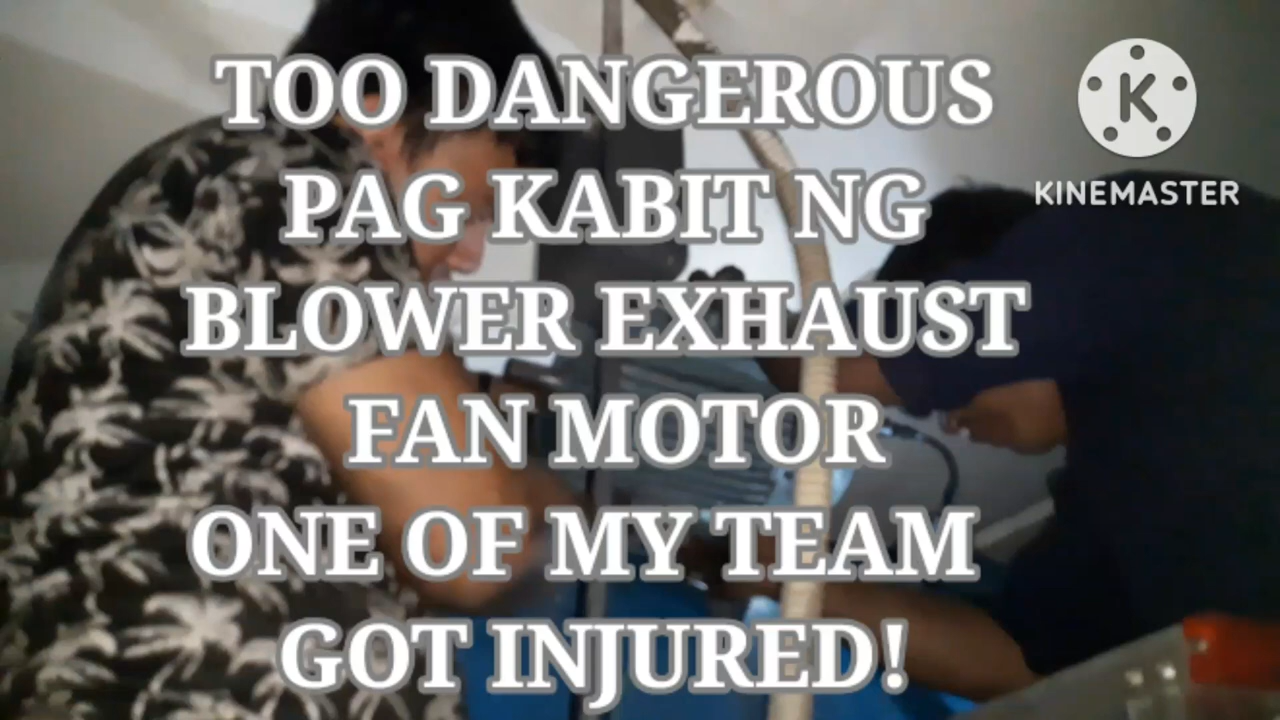 TOO DANGEROUS
PAG KABIT NG
BLOWER EXHAUST
FAN MOTOR
ONE OF MY TEAM
GOT INJURED!
K
KINEMASTER